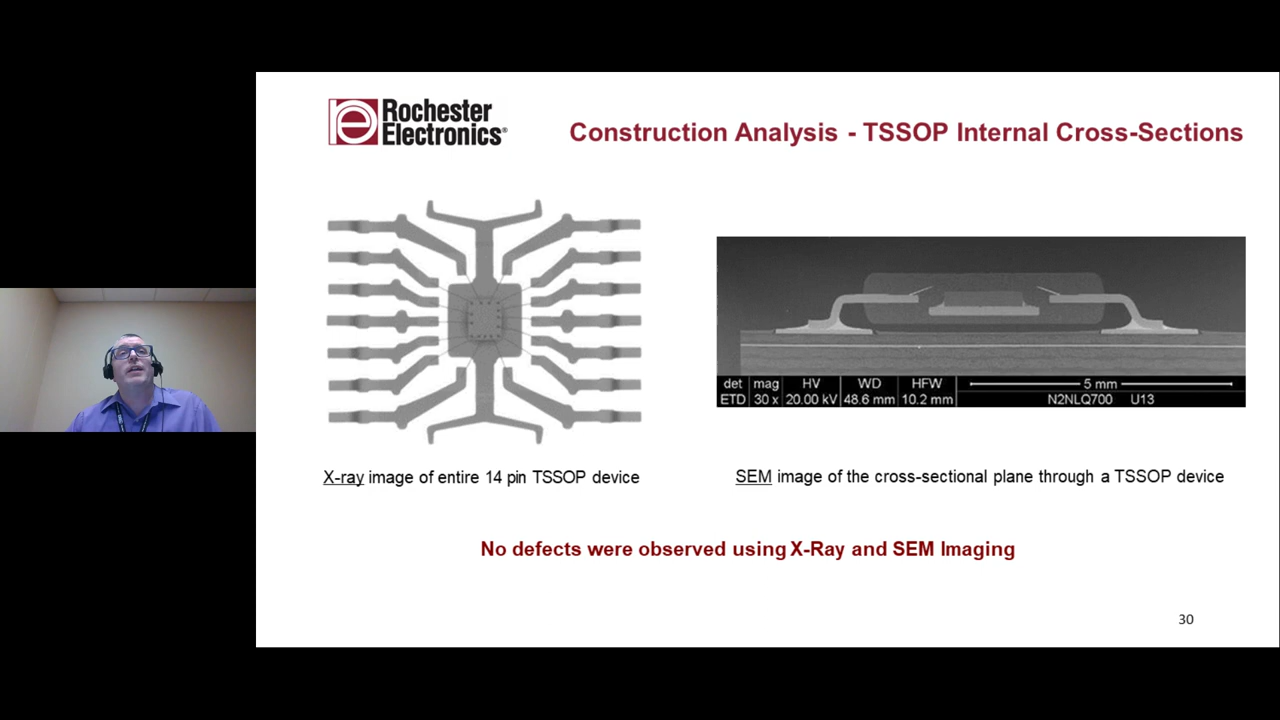 Rochester
Electronics®
Construction Analysis - TSSOP Internal Cross-Sections
det mag HV WD HFW 5 mm
ETD 30 x 20.00 kV 48.6 mm 10.2 mm N2NLQ700 U13
X-ray image of entire 14 pin TSSOP device
SEM image of the cross-sectional plane through a TSSOP device
No defects were observed using X-Ray and SEM Imaging
30